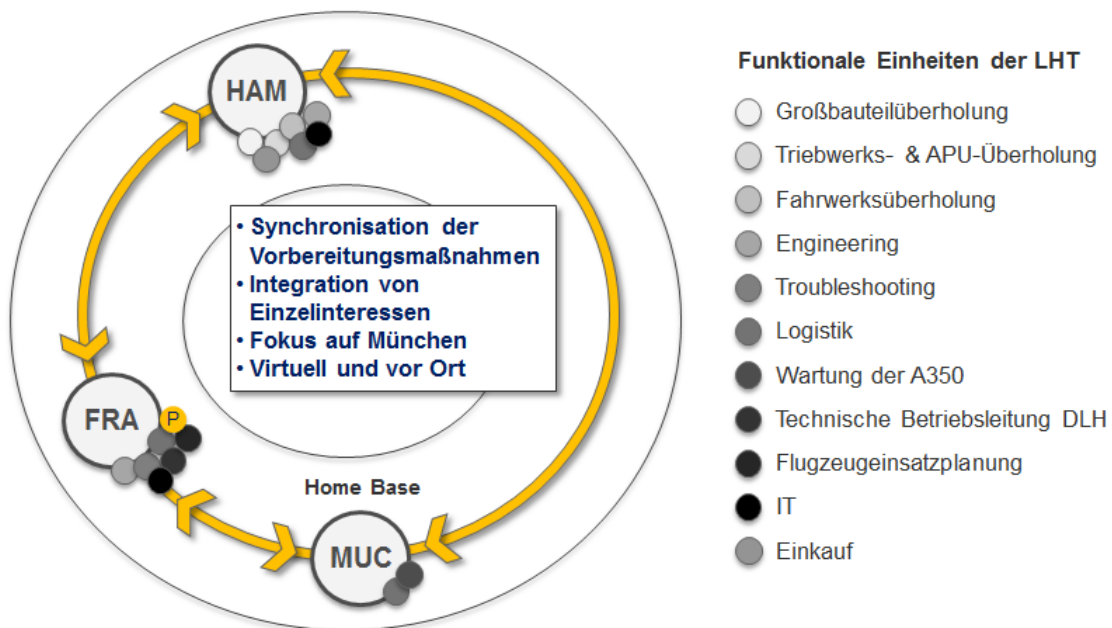 HAM
• Synchronisation der
Vorbereitungsmaßnahmen
• Integration von
Einzelinteressen
• Fokus auf München
• Virtuell und vor Ort
FRA
P
Home Base
MUC
Funktionale Einheiten der LHT
Großbauteilüberholung
Triebwerks- & APU-Überholung
Fahrwerksüberholung
Engineering
Troubleshooting
Logistik
Wartung der A350
Technische Betriebsleitung DLH
Flugzeugeinsatzplanung
IT
Einkauf